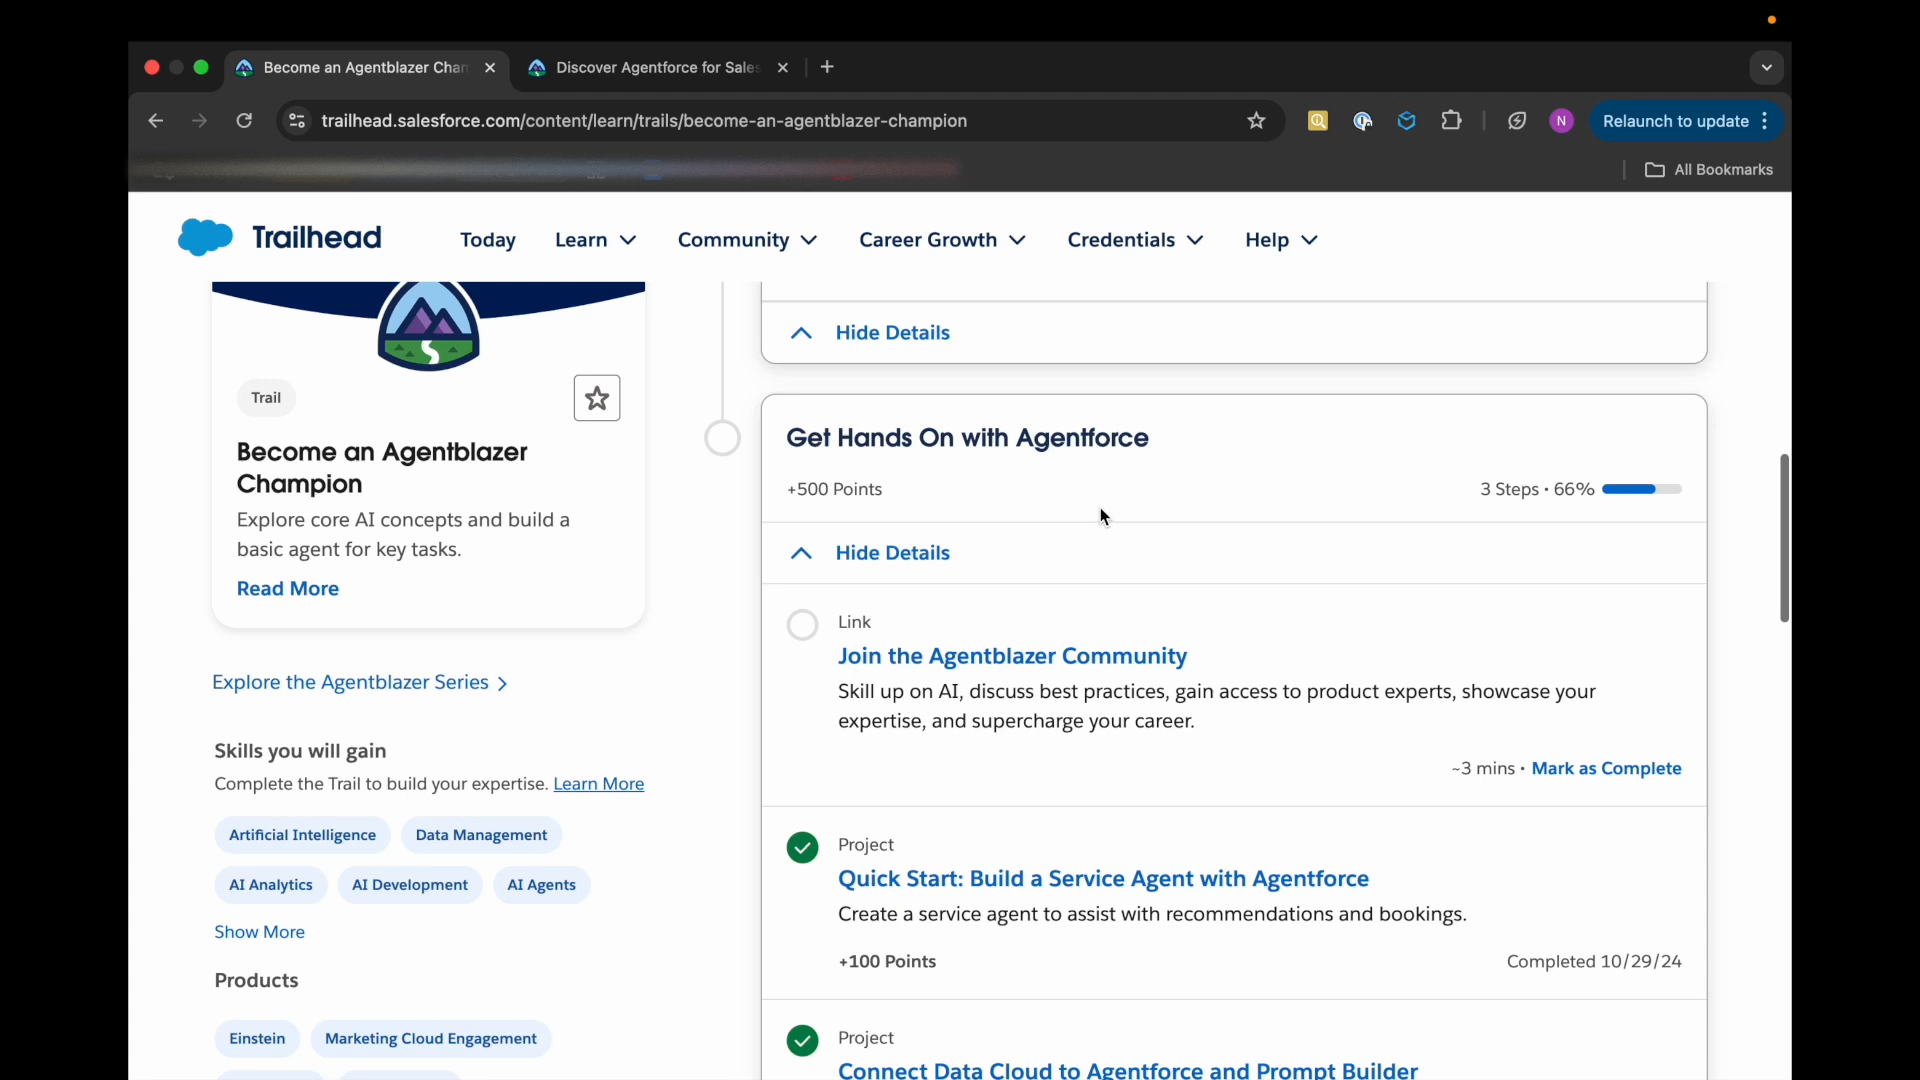 Become an Agentblazer Cham
Discover Agentforce for Sales
trailhead.salesforce.com/content/learn/trails/become-an-agentblazer-champion
N
Relaunch to update
All Bookmarks
Trailhead
Today
Learn
Community
Career Growth
Credentials
Help
Trail
Become an Agentblazer
Champion
Explore core AI concepts and build a
basic agent for key tasks.
Read More
Explore the Agentblazer Series
Skills you will gain
Complete the Trail to build your expertise. Learn More
Artificial Intelligence
Data Management
AI Analytics
AI Development
AI Agents
Show More
Products
Einstein
Marketing Cloud Engagement
Hide Details
Get Hands On with Agentforce
+500 Points
3 Steps • 66%
Hide Details
Link
Join the Agentblazer Community
Skill up on AI, discuss best practices, gain access to product experts, showcase your
expertise, and supercharge your career.
~3 mins • Mark as Complete
Project
Quick Start: Build a Service Agent with Agentforce
Create a service agent to assist with recommendations and bookings.
+100 Points
Completed 10/29/24
Project
Connect Data Cloud to Agentforce and Prompt Builder